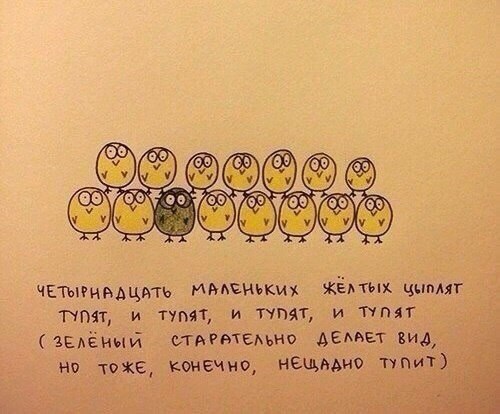 ЧЕТЫРНАДЦАТЬ МАЛЕНЬКИХ ЖЁЛТЫХ ЦЫПЛЯТ
ТУПЯТ, И ТУПЯТ, И ТУПЯТ, И ТУПЯТ
( ЗЕЛЁНЫЙ СТАРАТЕЛЬНО ДЕЛАЕТ ВИД,
НО ТОЖЕ, КОНЕЧНО, НЕЩАДНО ТУПИТ )